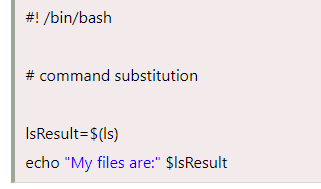 #! /bin/bash
# command substitution
lsResult=$(ls)
echo "My files are:" $lsResult